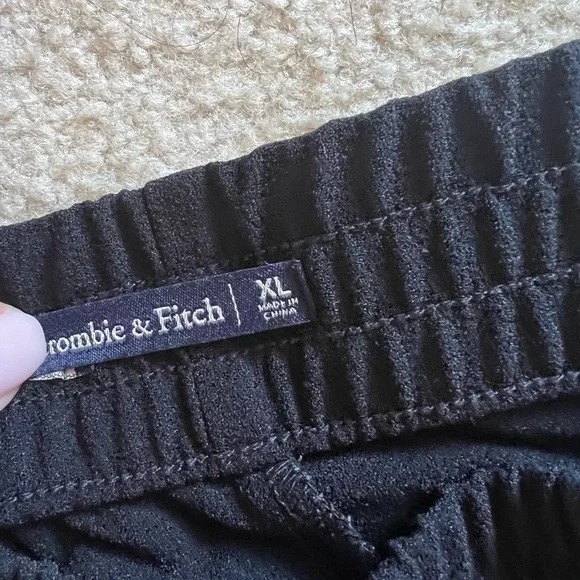 rombie & Fitch
XL
MADE IN
CHINA